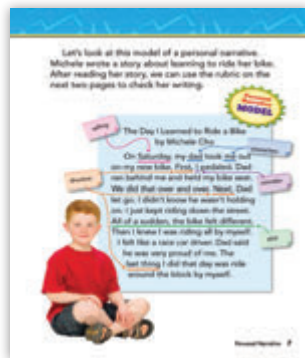 Let's look at this model of a personal narrative.
Michele wrote a story about learning to ride her bike.
After reading her story, we can use the rubric on the
next two pages to check her writing.
Personal
Narrative
MODEL
setting
The Day I Learned to Ride a Bike
by Michele Cho
On Saturday, my dad took me out
on my new bike. First, I pedaled. Dad
ran behind me and held my bike seat.
We did that over and over. Next, Dad
let go. I didn't know he wasn't holding
on. I just kept riding down the street.
All of a sudden, the bike felt different.
Then I knew I was riding all by myself.
I felt like a race car driver. Dad said
he was very proud of me. The
last thing I did that day was ride
around the block by myself.
Personal Narrative 7